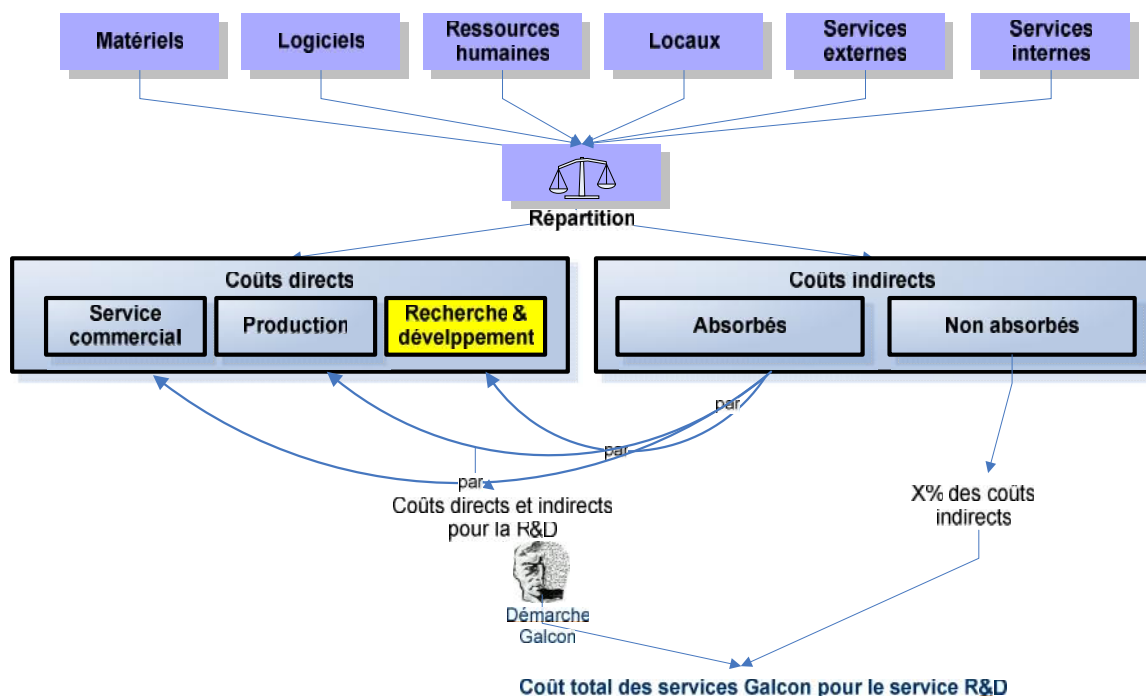 Matériels
Logiciels
Ressources
humaines
Locaux
Services
externes
Services
internes
Répartition
Coûts directs
Service
commercial
Production
Recherche &
dévelppement
Coûts indirects
Absorbés
Non absorbés
par
par
par
Coûts directs et indirects
pour la R&D
X% des coûts
indirects
Démarche
Galcon
Coût total des services Galcon pour le service R&D